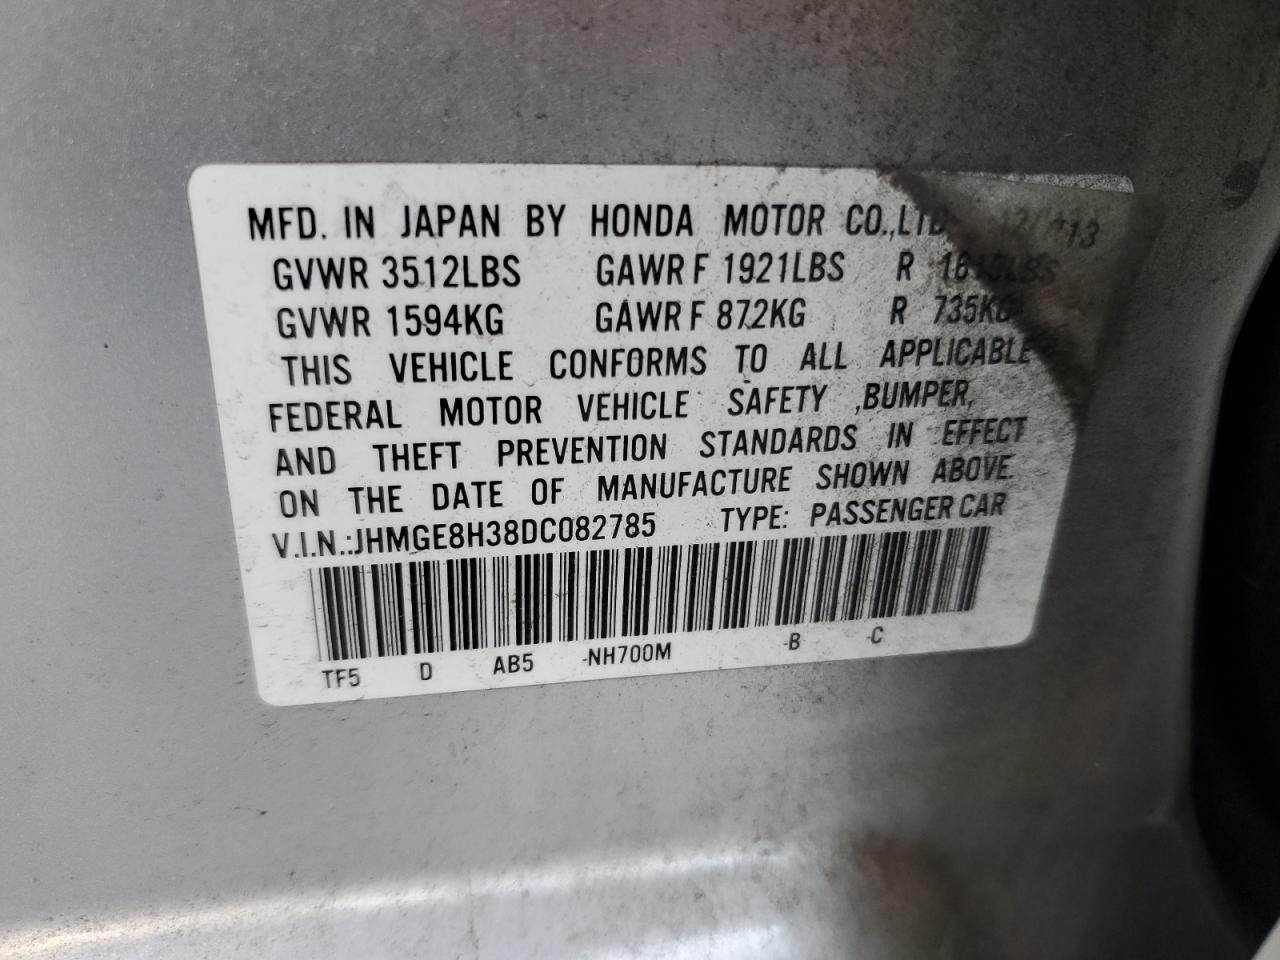 MFD. IN JAPAN BY HONDA MOTOR CO.,LTD
GVWR 3512LBS GAWR F 1921LBS R
GVWR 1594KG GAWR F 872KG R 735KG
THIS VEHICLE CONFORMS TO ALL APPLICABLE
FEDERAL MOTOR VEHICLE SAFETY ,BUMPER,
AND THEFT PREVENTION STANDARDS IN EFFECT
ON THE DATE OF MANUFACTURE SHOWN ABOVE.
V.I.N.:JHMGE8H38DC082785 TYPE: PASSENGER CAR
TF5 D AB5 -NH700M -B -C